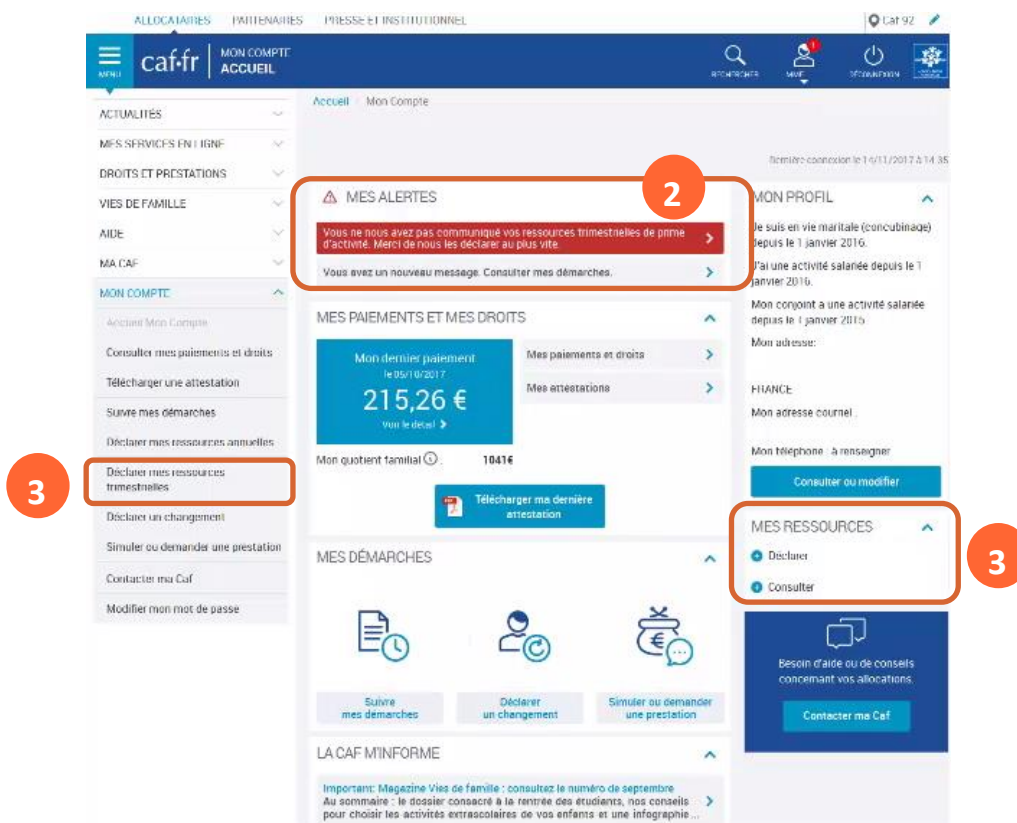 ALLOCATAIRES PARTENAIRES PRESSE ET INSTITUTIONNEL
Caf 92
MENU
caf·fr
MON COMPTE
ACCUEIL
RECHERCHER
MME
1
DÉCONNEXION
ACTUALITÉS
MES SERVICES EN LIGNE
DROITS ET PRESTATIONS
VIES DE FAMILLE
AIDE
MA CAF
MON COMPTE
Accueil Mon Compte
Consulter mes paiements et droits
Télécharger une attestation
Suivre mes démarches
Déclarer mes ressources annuelles
Déclarer mes ressources
trimestrielles
3
Déclarer un changement
Simuler ou demander une prestation
Contacter ma Caf
Modifier mon mot de passe
Accueil Mon Compte
Dernière connexion le 14/11/2017 à 14:35
MES ALERTES
2
Vous ne nous avez pas communiqué vos ressources trimestrielles de prime
d'activité. Merci de nous les déclarer au plus vite.
Vous avez un nouveau message. Consulter mes démarches.
MES PAIEMENTS ET MES DROITS
Mon dernier paiement
le 05/10/2017
215,26 €
Voir le détail
Mes paiements et droits
Mes attestations
Mon quotient familial i : 1041€
PDF
Télécharger ma dernière
attestation
MES DÉMARCHES
Suivre
mes démarches
Déclarer
un changement
Simuler ou demander
une prestation
LA CAF M'INFORME
Important: Magazine Vies de famille : consultez le numéro de septembre
Au sommaire : le dossier consacré à la rentrée des étudiants, nos conseils
pour choisir les activités extrascolaires de vos enfants et une infographie ...
MON PROFIL
Je suis en vie maritale (concubinage)
depuis le 1 janvier 2016.
J'ai une activité salariée depuis le 1
janvier 2016.
Mon conjoint a une activité salariée
depuis le 1 janvier 2015
Mon adresse:
FRANCE
Mon adresse courriel :
Mon téléphone : à renseigner
Consulter ou modifier
MES RESSOURCES
Déclarer
Consulter
3
Besoin d'aide ou de conseils
concernant vos allocations.
Contacter ma Caf